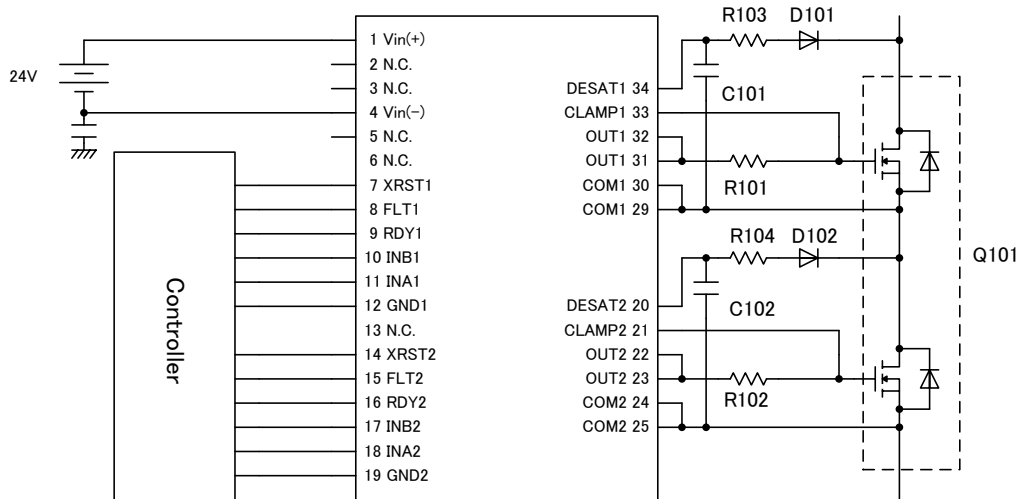 24V
1 Vin(+)
2 N.C.
3 N.C.
4 Vin(-)
5 N.C.
6 N.C.
7 XRST1
8 FLT1
9 RDY1
10 INB1
11 INA1
12 GND1
13 N.C.
14 XRST2
15 FLT2
16 RDY2
17 INB2
18 INA2
19 GND2
Controller
DESAT1 34
CLAMP1 33
OUT1 32
OUT1 31
COM1 30
COM1 29
DESAT2 20
CLAMP2 21
OUT2 22
OUT2 23
COM2 24
COM2 25
R103
D101
C101
R101
R104
D102
C102
R102
Q101